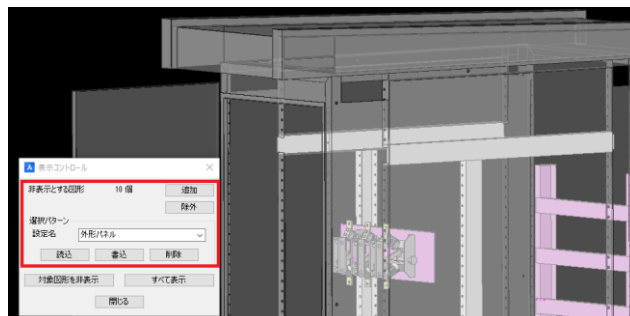 表示コントロール
非表示とする図形 10 個 追加
除外
選択パターン
設定名 外形パネル
読込 書込 削除
対象図形を非表示 すべて表示
閉じる